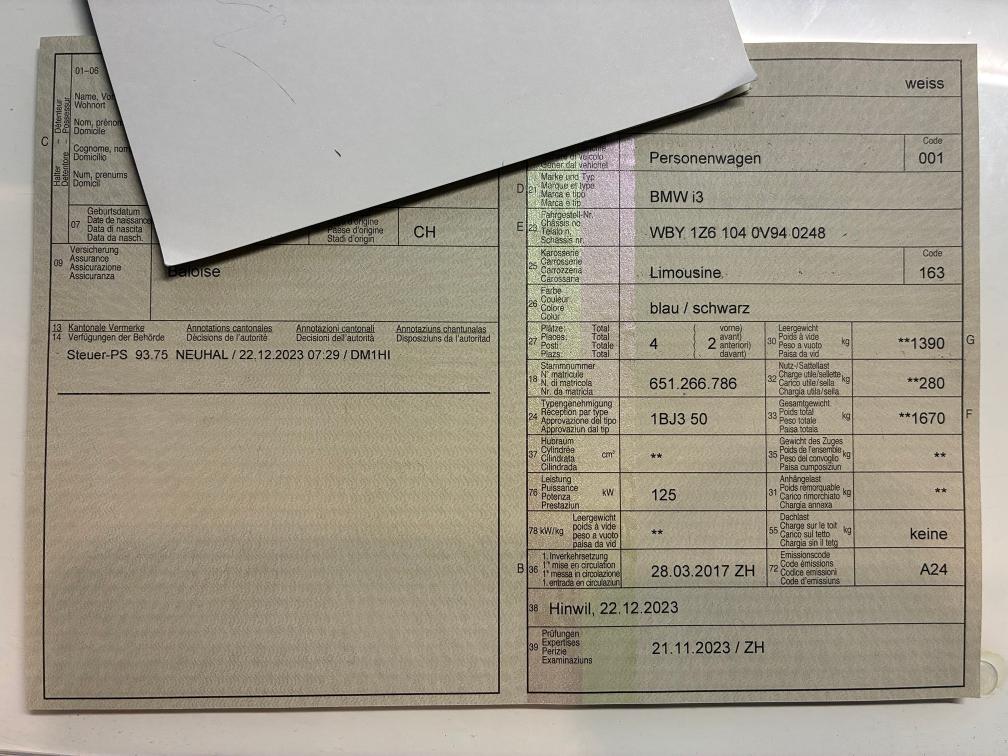 01–06
Name, Vor
Wohnort
Nom, prénom
Domicile
Cognome, nom
Domicilio
Num, prenums
Domicil
C
Halter – Détenteur
Detentore – Possessur
07
Geburtsdatum
Date de naissance
Data di nascita
Data da nasch.
d'origine
Paese d'origine
Stadi d'origin
CH
09
Versicherung
Assurance
Assicurazione
Assicuranza
Baloise
13 Kantonale Vermerke Annotations cantonales Annotazioni cantonali Annotaziuns chantunalas
14 Verfügungen der Behörde Décisions de l'autorité Decisioni dell'autorità Disposiziuns da l'autoritad
Steuer-PS 93.75 NEUHAL / 22.12.2023 07:29 / DM1HI
weiss
di veicolo
Gener dal vehichel
Personenwagen
Code
001
D
21
Marke und Typ
Marque et type
Marca e tipo
Marca e tip
BMW i3
E
23
Fahrgestell-Nr.
Châssis no
Telaio n.
Schassis nr.
WBY 1Z6 104 0V94 0248
25
Karosserie
Carrosserie
Carrozzeria
Carossaria
Limousine
Code
163
26
Farbe
Couleur
Colore
Colur
blau / schwarz
27
Plätze: Total
Places: Total
Posti: Totale
Plazs: Total
4
( 2 vorne)
avant)
anteriori)
davant)
30
Leergewicht
Poids à vide
Peso a vuoto
Paisa da vid
kg
**1390
G
18
Stammnummer
N° matricule
N. di matricola
Nr. da matricla
651.266.786
32
Nutz-/Sattellast
Charge utile/sellette
Carico utile/sella
Chargia utila/sella
kg
**280
24
Typengenehmigung
Réception par type
Approvazione del tipo
Approvaziun dal tip
1BJ3 50
33
Gesamtgewicht
Poids total
Peso totale
Paisa totala
kg
**1670
F
37
Hubraum
Cylindrée
Cilindrata
Cilindrada
cm³
**
35
Gewicht des Zuges
Poids de l'ensemble
Peso del convoglio
Paisa cumposiziun
kg
**
76
Leistung
Puissance
Potenza
Prestaziun
kW
125
31
Anhängelast
Poids remorquable
Carico rimorchiato
Chargia annexa
kg
**
78 kW/kg
Leergewicht
poids à vide
peso a vuoto
paisa da vid
**
55
Dachlast
Charge sur le toit
Carico sul tetto
Chargia sin il tetg
kg
keine
B
36
1. Inverkehrsetzung
1re mise en circulation
1a messa in circolazione
1. entrada en circulaziun
28.03.2017 ZH
72
Emissionscode
Code émissions
Codice emissioni
Code d'emissiuns
A24
38
Hinwil, 22.12.2023
39
Prüfungen
Expertises
Perizie
Examinaziuns
21.11.2023 / ZH